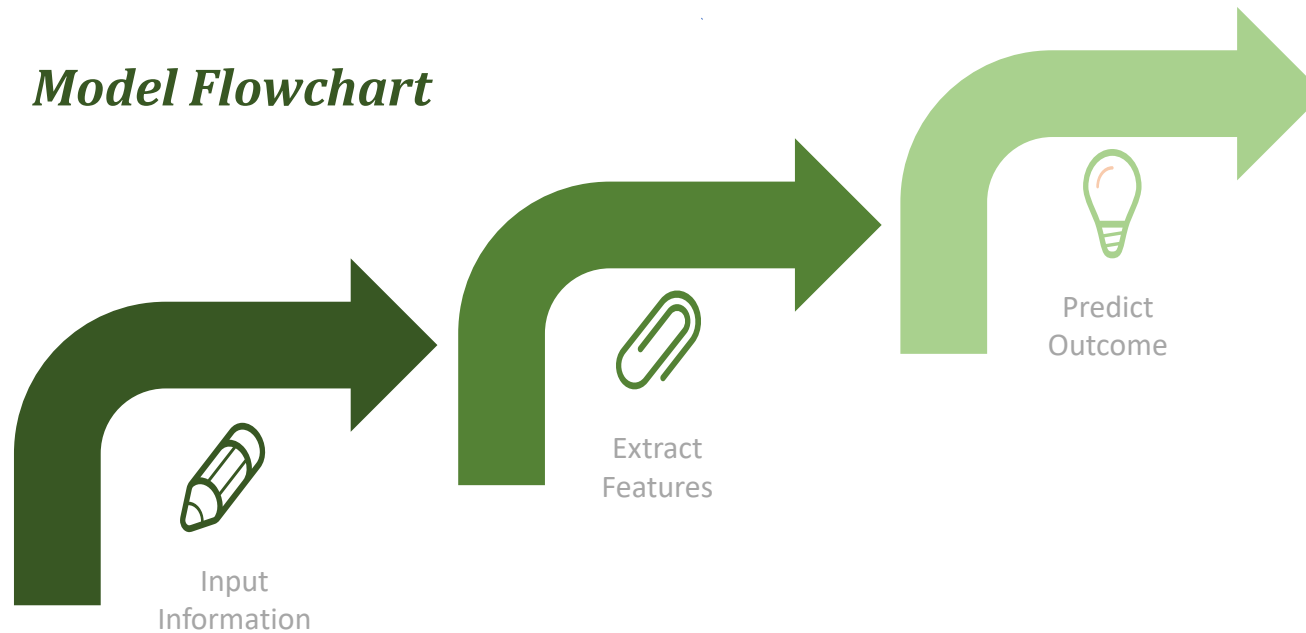 Model Flowchart
Input
Information
Extract
Features
Predict
Outcome